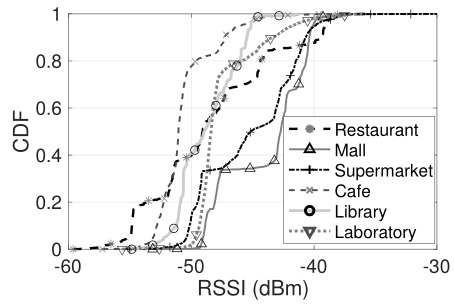 1
0.8
0.6
0.4
0.2
0
CDF
-60
-50
-40
-30
RSSI (dBm)
Restaurant
Mall
Supermarket
Cafe
Library
Laboratory